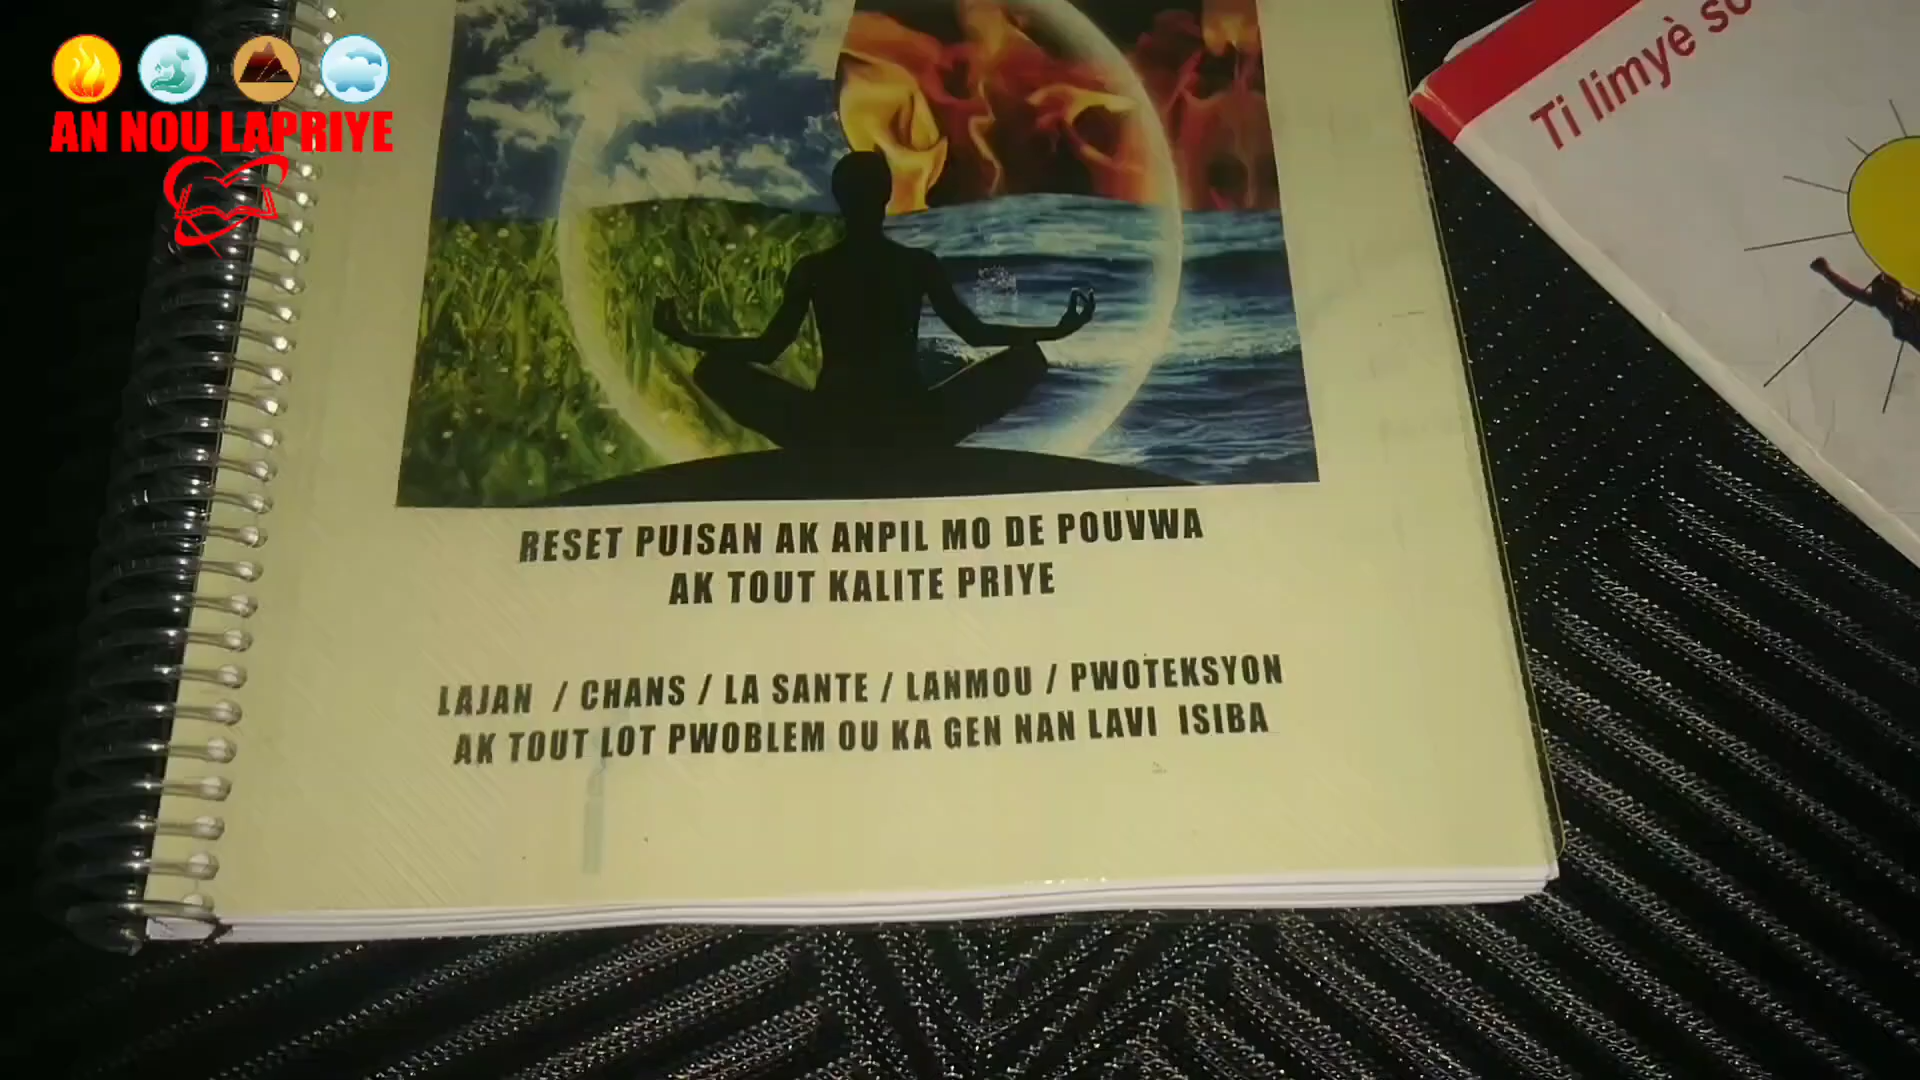 AN NOU LAPRIYE
Ti limyè
RESET PUISAN AK ANPIL MO DE POUVWA
AK TOUT KALITE PRIYE
LAJAN / CHANS / LA SANTE / LANMOU / PWOTEKSYON
AK TOUT LOT PWOBLEM OU KA GEN NAN LAVI ISIBA